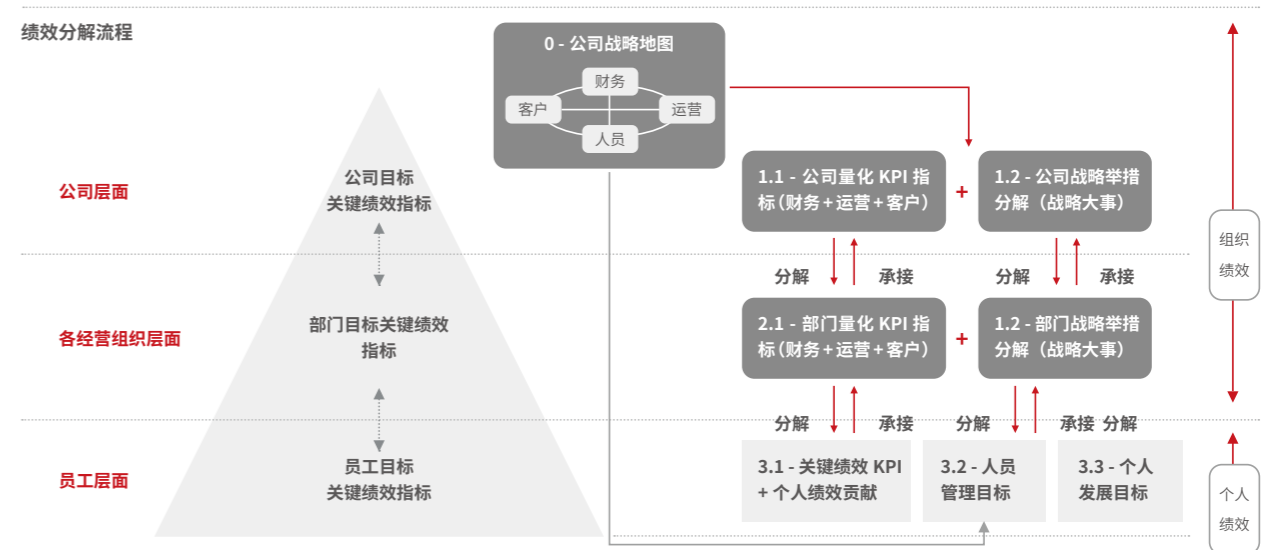 绩效分解流程
0 - 公司战略地图
财务
客户
运营
人员
公司层面
公司目标
关键绩效指标
1.1 - 公司量化 KPI 指
标（财务+运营+客户）
+
1.2 - 公司战略举措
分解（战略大事）
组织
绩效
分解
承接
分解
承接
各经营组织层面
部门目标关键绩效
指标
2.1 - 部门量化 KPI 指
标（财务+运营+客户）
+
1.2 - 部门战略举措
分解（战略大事）
分解
承接
分解
承接 分解
员工层面
员工目标
关键绩效指标
3.1 - 关键绩效 KPI
+ 个人绩效贡献
3.2 - 人员
管理目标
3.3 - 个人
发展目标
个人
绩效